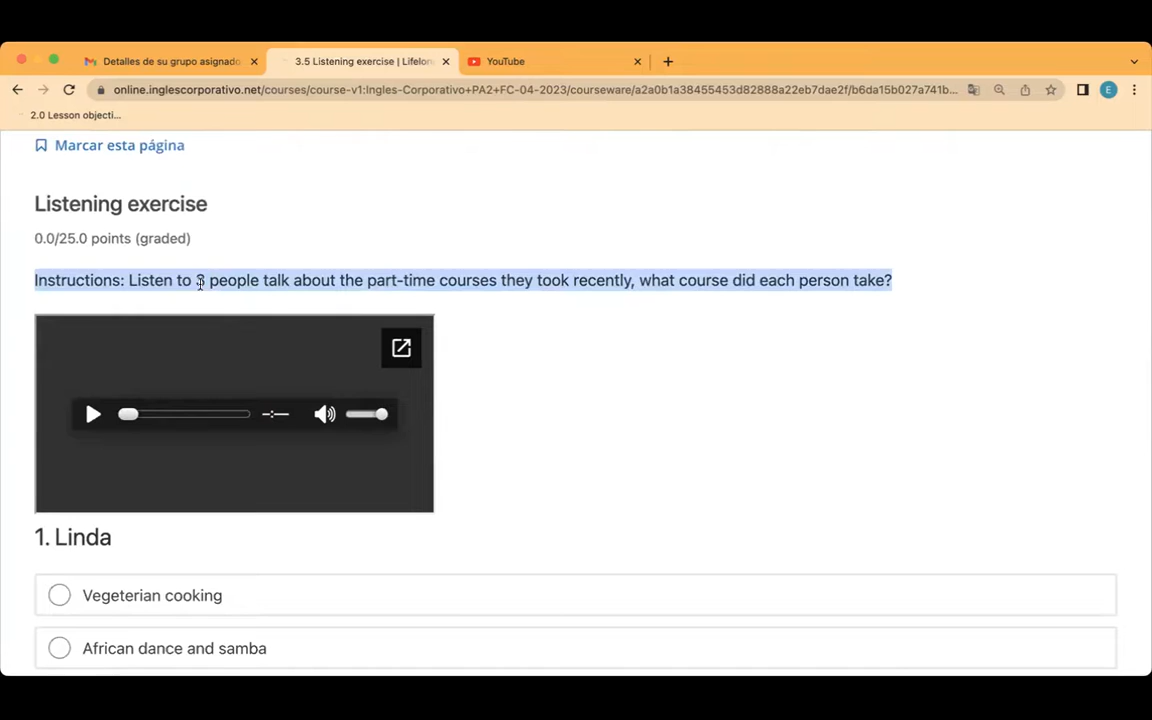 Detalles de su grupo asignado
3.5 Listening exercise | Lifelon
YouTube
online.inglescorporativo.net/courses/course-v1:Ingles-Corporativo+PA2+FC-04-2023/courseware/a2a0b1a38455453d82888a22eb7dae2f/b6da15b027a741b...
E
2.0 Lesson objecti...
Marcar esta página
Listening exercise
0.0/25.0 points (graded)
Instructions: Listen to 3 people talk about the part-time courses they took recently, what course did each person take?
1. Linda
Vegeterian cooking
African dance and samba